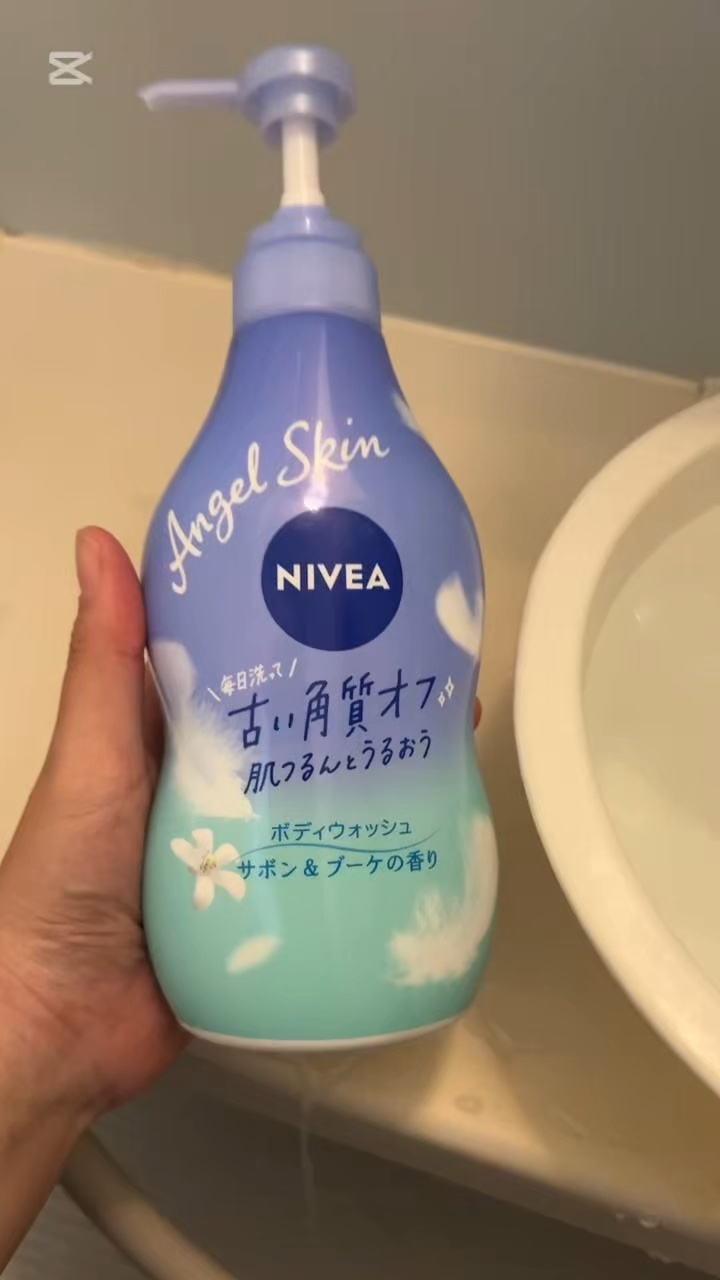 Angel Skin
NIVEA
毎日洗って
古い角質オフ
肌つるんとうるおう
ボディウォッシュ
サボン & ブーケの香り